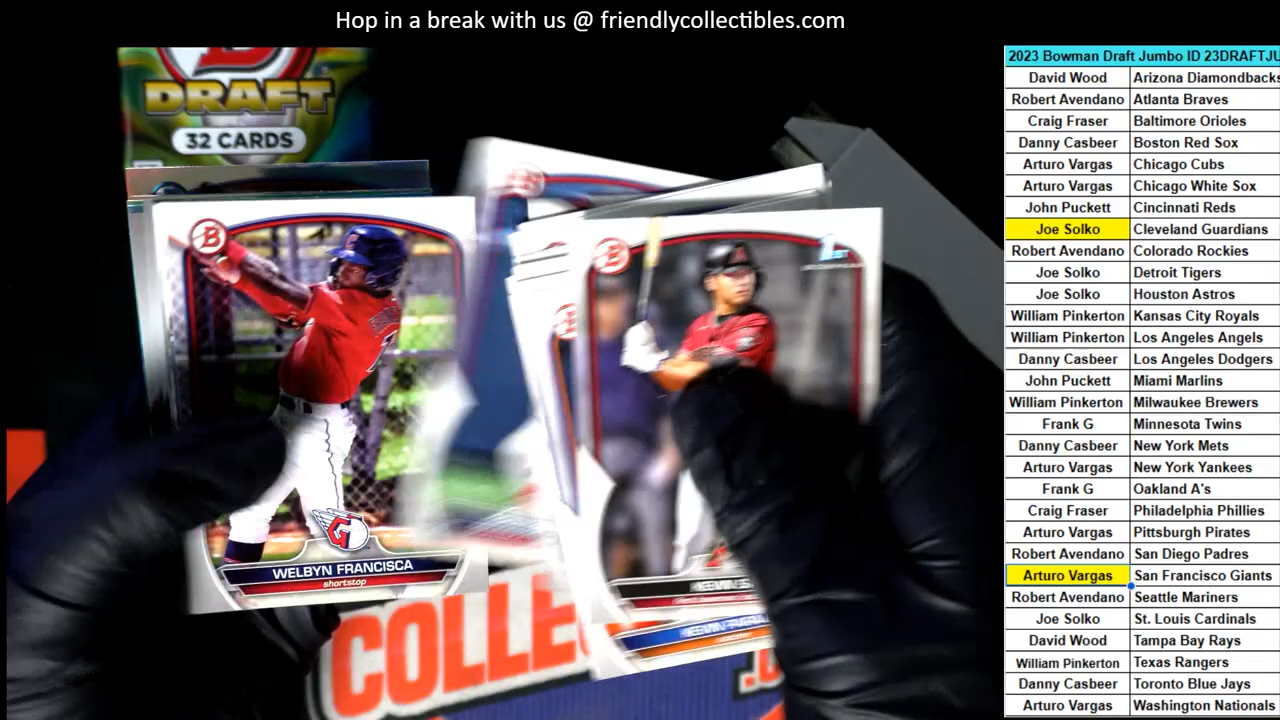 Hop in a break with us @ friendlycollectibles.com
DRAFT
32 CARDS
B
B
1st
WELBYN FRANCISCA
shortstop
COLLE
2023 Bowman Draft Jumbo ID 23DRAFTJU
David Wood Arizona Diamondbacks
Robert Avendano Atlanta Braves
Craig Fraser Baltimore Orioles
Danny Casbeer Boston Red Sox
Arturo Vargas Chicago Cubs
Arturo Vargas Chicago White Sox
John Puckett Cincinnati Reds
Joe Solko Cleveland Guardians
Robert Avendano Colorado Rockies
Joe Solko Detroit Tigers
Joe Solko Houston Astros
William Pinkerton Kansas City Royals
William Pinkerton Los Angeles Angels
Danny Casbeer Los Angeles Dodgers
John Puckett Miami Marlins
William Pinkerton Milwaukee Brewers
Frank G Minnesota Twins
Danny Casbeer New York Mets
Arturo Vargas New York Yankees
Frank G Oakland A's
Craig Fraser Philadelphia Phillies
Arturo Vargas Pittsburgh Pirates
Robert Avendano San Diego Padres
Arturo Vargas San Francisco Giants
Robert Avendano Seattle Mariners
Joe Solko St. Louis Cardinals
David Wood Tampa Bay Rays
William Pinkerton Texas Rangers
Danny Casbeer Toronto Blue Jays
Arturo Vargas Washington Nationals